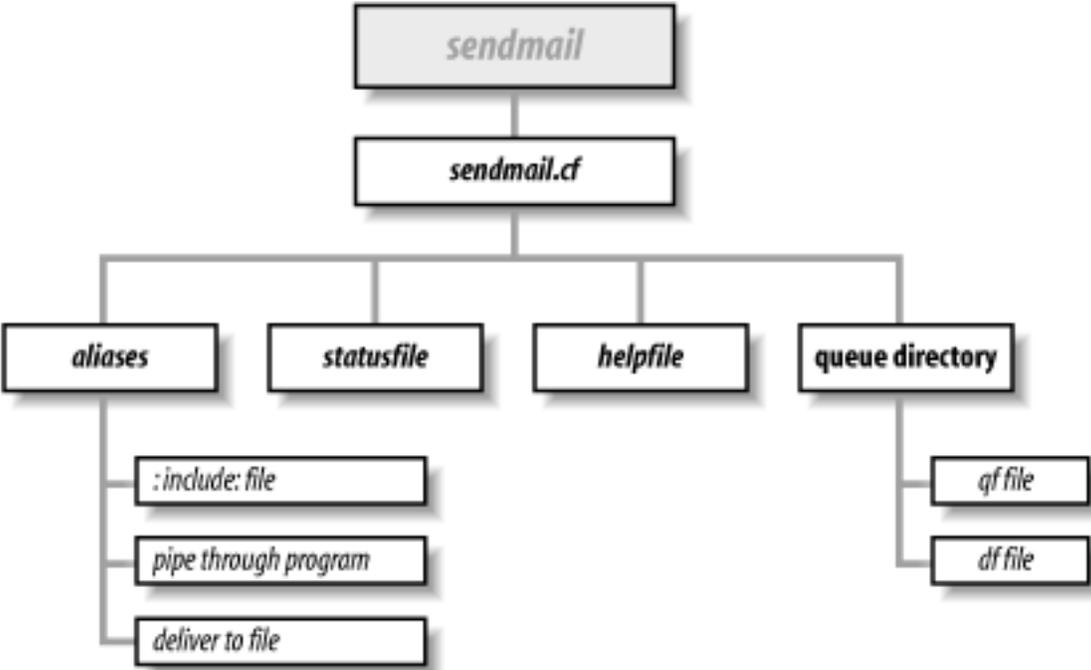 sendmail
sendmail.cf
aliases
statusfile
helpfile
queue directory
: include: file
pipe through program
deliver to file
qf file
df file